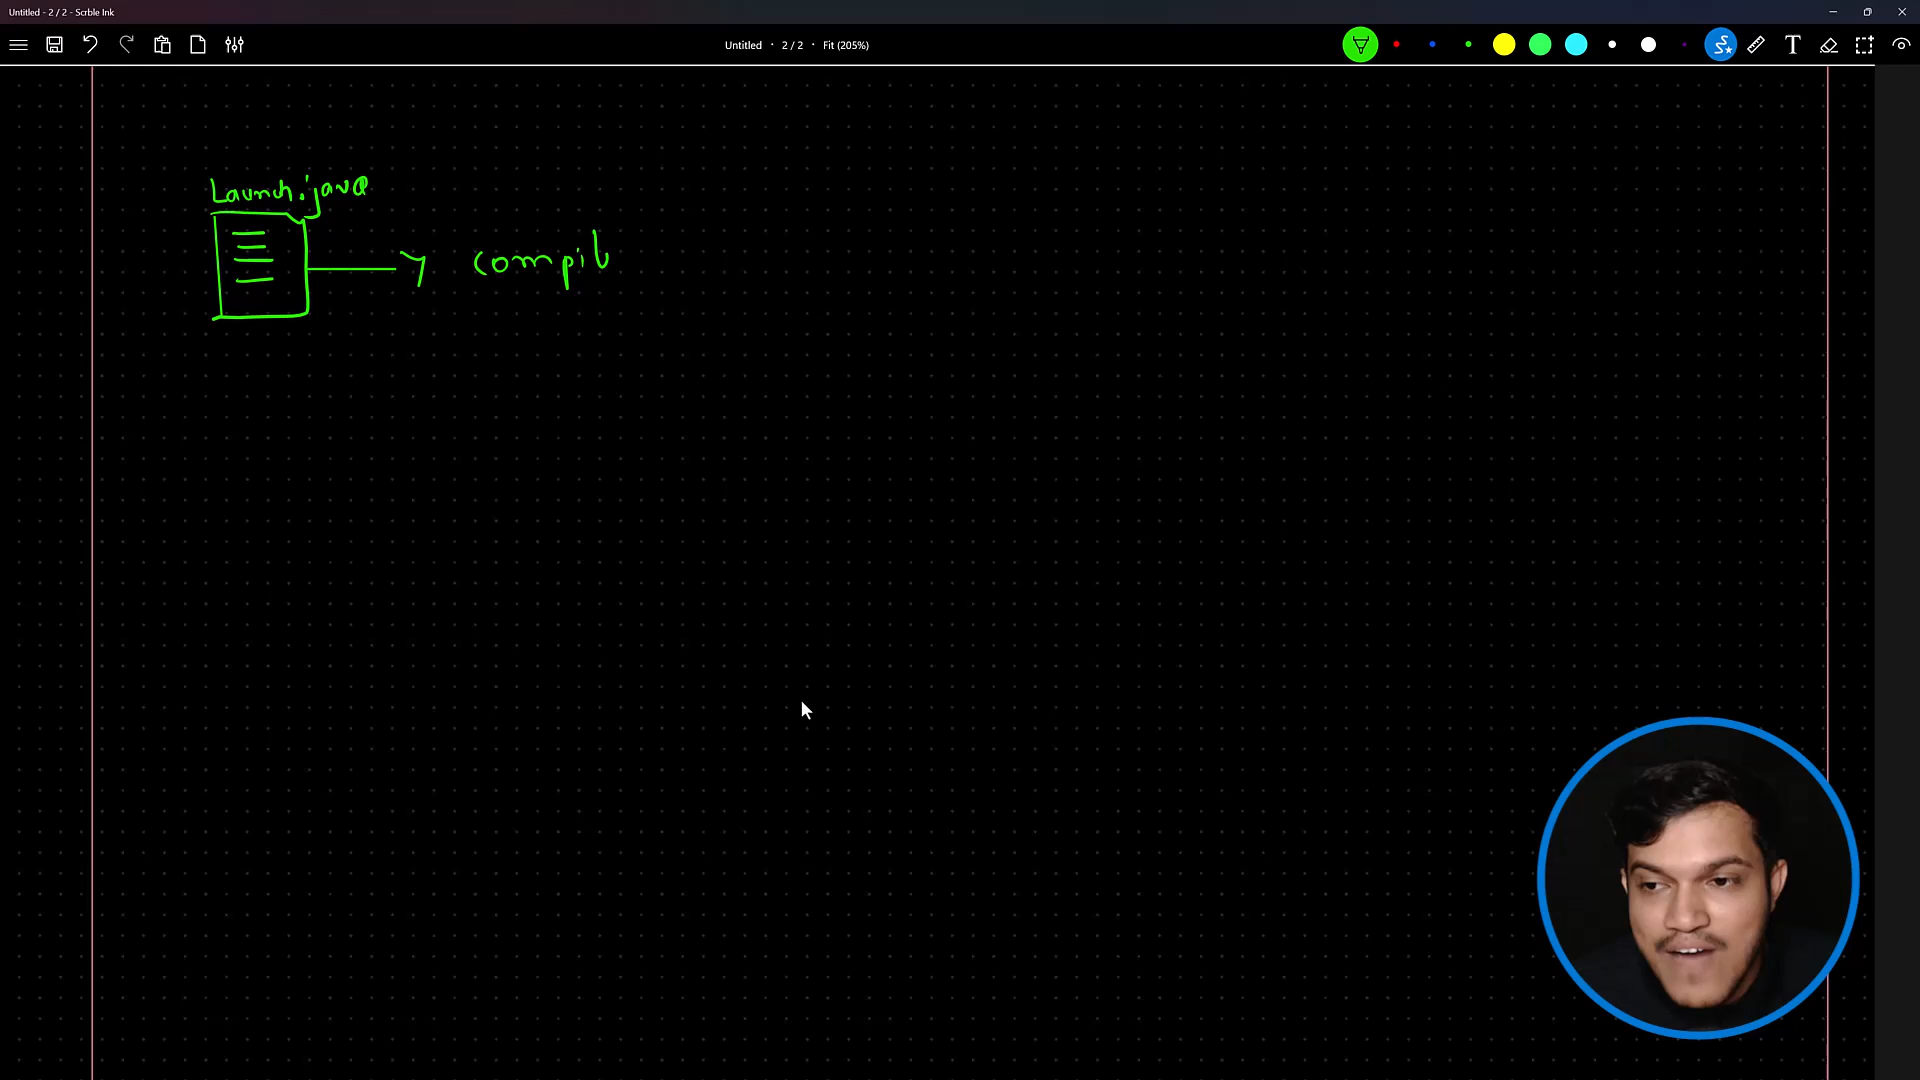 Untitled - 2 / 2 - Scrble Ink
Untitled · 2 / 2 · Fit (205%)
T
Launch.java
compil